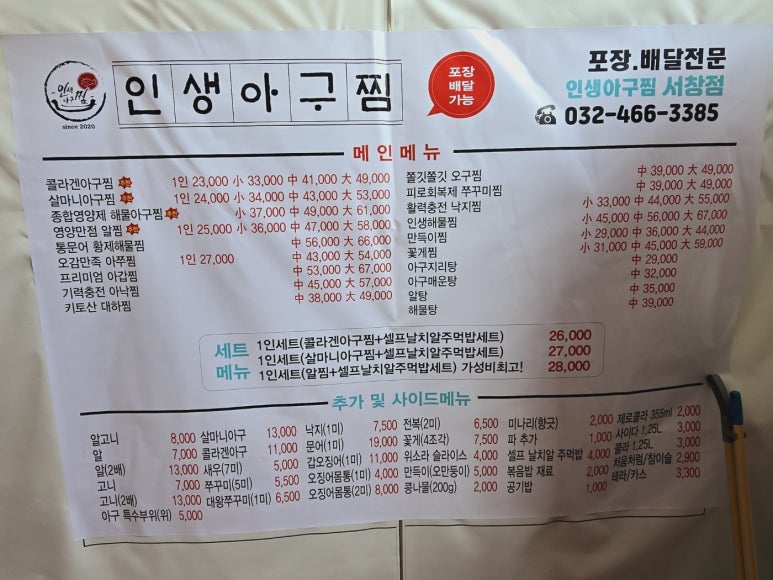 인생아구찜
since 2020
인생아구찜
포장
배달
가능
포장.배달전문
인생아구찜 서창점
☎ 032-466-3385
메인메뉴
콜라겐아구찜 1인 23,000 小 33,000 中 41,000 大 49,000
살마니아구찜 1인 24,000 小 34,000 中 43,000 大 53,000
종합영양제 해물아구찜 小 37,000 中 49,000 大 61,000
영양만점 알찜 1인 25,000 小 36,000 中 47,000 大 58,000
통문어 황제해물찜 中 56,000 大 66,000
오감만족 아쭈찜 1인 27,000 中 43,000 大 54,000
프리미엄 아갑찜 中 53,000 大 67,000
기력충전 아낙찜 中 45,000 大 57,000
키토산 대하찜 中 38,000 大 49,000
쫄깃쫄깃 오구찜 中 39,000 大 49,000
피로회복제 쭈꾸미찜 中 39,000 大 49,000
활력충전 낙지찜 小 33,000 中 44,000 大 55,000
인생해물찜 小 45,000 中 56,000 大 67,000
만득이찜 小 29,000 中 36,000 大 44,000
꽃게찜 小 31,000 中 45,000 大 59,000
아구지리탕 中 29,000
아구매운탕 中 32,000
알탕 中 35,000
해물탕 中 39,000
세트 메뉴
1인세트(콜라겐아구찜+셀프날치알주먹밥세트) 26,000
1인세트(살마니아구찜+셀프날치알주먹밥세트) 27,000
1인세트(알찜+셀프날치알주먹밥세트) 가성비최고! 28,000
추가 및 사이드메뉴
알고니 8,000
알 7,000
알(2배) 13,000
고니 7,000
고니(2배) 13,000
아구 특수부위(위) 5,000
살마니아구 13,000
콜라겐아구 11,000
새우(7미) 5,000
쭈꾸미(5미) 5,500
대왕쭈꾸미(1미) 6,500
낙지(1미) 7,500
문어(1미) 19,000
갑오징어(1미) 11,000
오징어몸통(1미) 4,000
오징어몸통(2미) 8,000
전복(2미) 6,500
꽃게(4조각) 7,500
위소라 슬라이스 4,000
만득이(오만둥이) 5,000
콩나물(200g) 2,000
미나리(향긋) 2,000
파 추가 1,000
셀프 날치알 주먹밥 4,000
볶음밥 재료 2,000
공기밥 1,000
제로콜라 355ml 2,000
사이다 1,25L 3,000
콜라 1,25L 3,000
처음처럼/참이슬 2,900
테라/카스 3,300